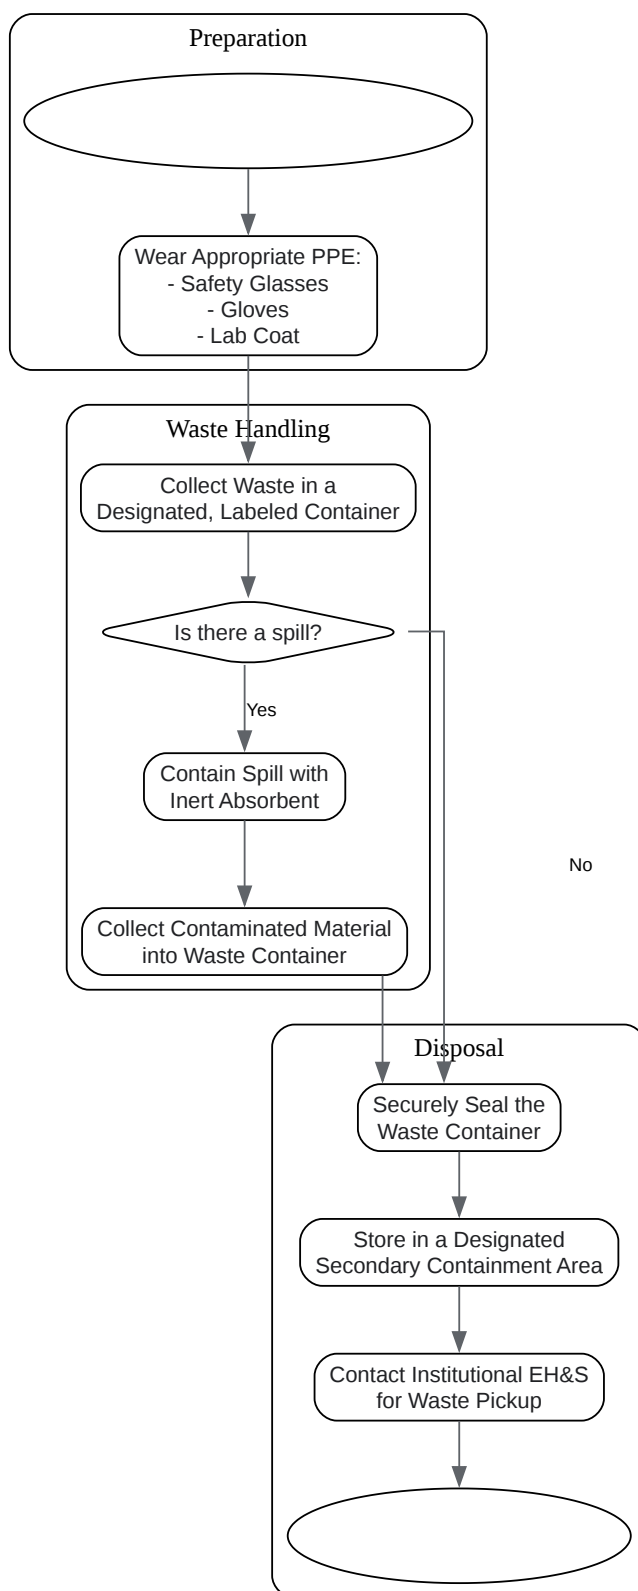 Preparation
Wear Appropriate PPE:
- Safety Glasses
- Gloves
- Lab Coat
Waste Handling
Collect Waste in a
Designated, Labeled Container
Is there a spill?
Yes
Contain Spill with
Inert Absorbent
No
Collect Contaminated Material
into Waste Container
Disposal
Securely Seal the
Waste Container
Store in a Designated
Secondary Containment Area
Contact Institutional EH&S
for Waste Pickup